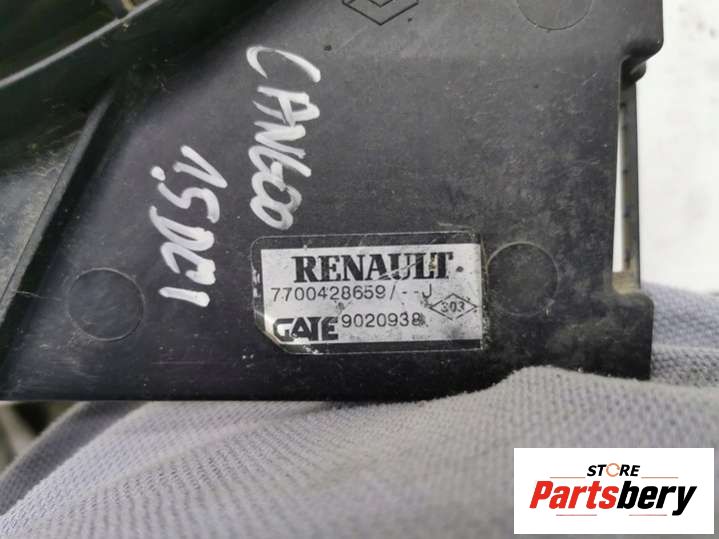 CANGOO
1.5 DCI
RENAULT
7700428659/--J
303
GATE 9020938
STORE
Partsbery